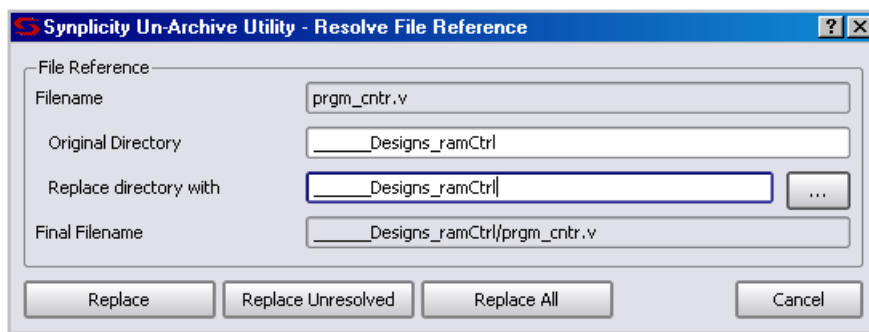 Synplicity Un-Archive Utility - Resolve File Reference
File Reference
Filename prgm_cntr.v
Original Directory ______Designs_ramCtrl
Replace directory with ______Designs_ramCtrl ...
Final Filename ______Designs_ramCtrl/prgm_cntr.v
Replace Replace Unresolved Replace All Cancel